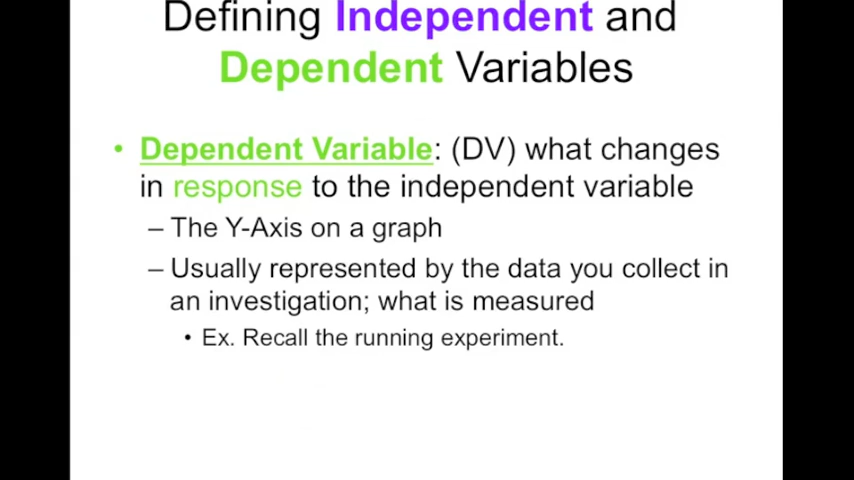 Defining Independent and
Dependent Variables
• Dependent Variable: (DV) what changes
in response to the independent variable
– The Y-Axis on a graph
– Usually represented by the data you collect in
an investigation; what is measured
• Ex. Recall the running experiment.